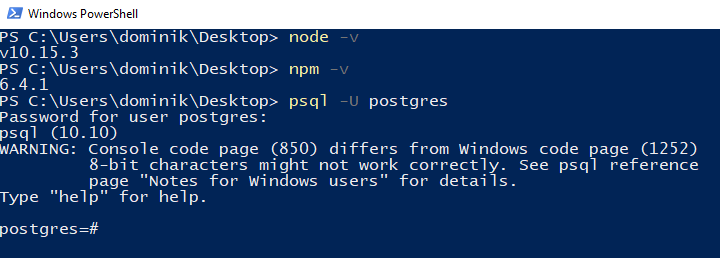 Windows PowerShell
PS C:\Users\dominik\Desktop> node -v
v10.15.3
PS C:\Users\dominik\Desktop> npm -v
6.4.1
PS C:\Users\dominik\Desktop> psql -U postgres
Password for user postgres:
psql (10.10)
WARNING: Console code page (850) differs from Windows code page (1252)
         8-bit characters might not work correctly. See psql reference
         page "Notes for Windows users" for details.
Type "help" for help.
postgres=#